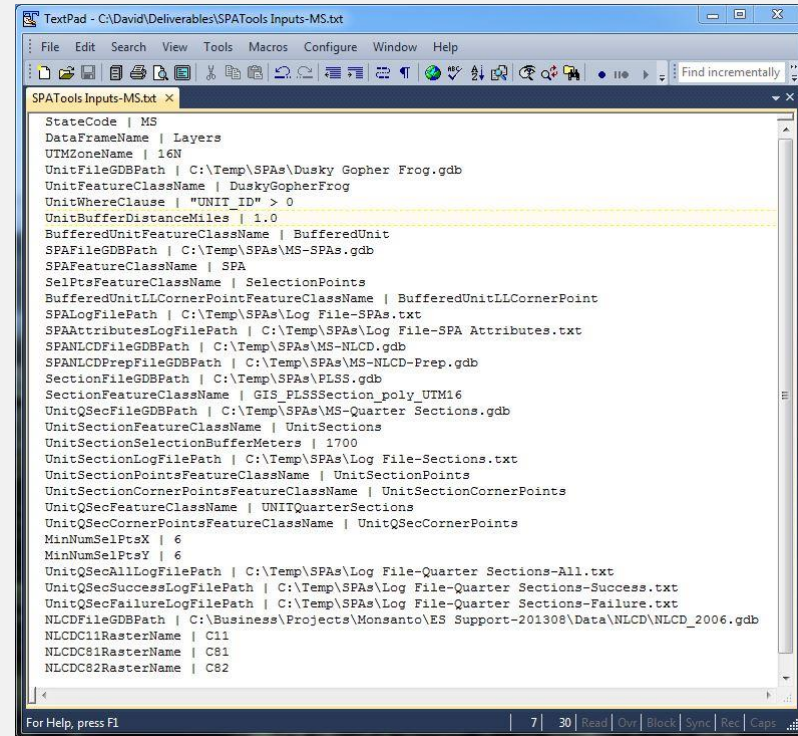 TextPad - C:\David\Deliverables\SPATools Inputs-MS.txt
File Edit Search View Tools Macros Configure Window Help
Find incrementally
SPATools Inputs-MS.txt
StateCode | MS
DataFrameName | Layers
UTMZoneName | 16N
UnitFileGDBPath | C:\Temp\SPAs\Dusky Gopher Frog.gdb
UnitFeatureClassName | DuskyGopherFrog
UnitWhereClause | "UNIT_ID" > 0
UnitBufferDistanceMiles | 1.0
BufferedUnitFeatureClassName | BufferedUnit
SPAFileGDBPath | C:\Temp\SPAs\MS-SPAs.gdb
SPAFeatureClassName | SPA
SelPtsFeatureClassName | SelectionPoints
BufferedUnitLLCornerPointFeatureClassName | BufferedUnitLLCornerPoint
SPALogFilePath | C:\Temp\SPAs\Log File-SPAs.txt
SPAAttributesLogFilePath | C:\Temp\SPAs\Log File-SPA Attributes.txt
SPANLCDFileGDBPath | C:\Temp\SPAs\MS-NLCD.gdb
SPANLCDPrepFileGDBPath | C:\Temp\SPAs\MS-NLCD-Prep.gdb
SectionFileGDBPath | C:\Temp\SPAs\PLSS.gdb
SectionFeatureClassName | GIS_PLSSSection_poly_UTM16
UnitQSecFileGDBPath | C:\Temp\SPAs\MS-Quarter Sections.gdb
UnitSectionFeatureClassName | UnitSections
UnitSectionSelectionBufferMeters | 1700
UnitSectionLogFilePath | C:\Temp\SPAs\Log File-Sections.txt
UnitSectionPointsFeatureClassName | UnitSectionPoints
UnitSectionCornerPointsFeatureClassName | UnitSectionCornerPoints
UnitQSecFeatureClassName | UNITQuarterSections
UnitQSecCornerPointsFeatureClassName | UnitQSecCornerPoints
MinNumSelPtsX | 6
MinNumSelPtsY | 6
UnitQSecAllLogFilePath | C:\Temp\SPAs\Log File-Quarter Sections-All.txt
UnitQSecSuccessLogFilePath | C:\Temp\SPAs\Log File-Quarter Sections-Success.txt
UnitQSecFailureLogFilePath | C:\Temp\SPAs\Log File-Quarter Sections-Failure.txt
NLCDFileGDBPath | C:\Business\Projects\Monsanto\ES Support-201308\Data\NLCD\NLCD_2006.gdb
NLCDC11RasterName | C11
NLCDC81RasterName | C81
NLCDC82RasterName | C82
For Help, press F1 7 30 Read Ovr Block Sync Rec Caps